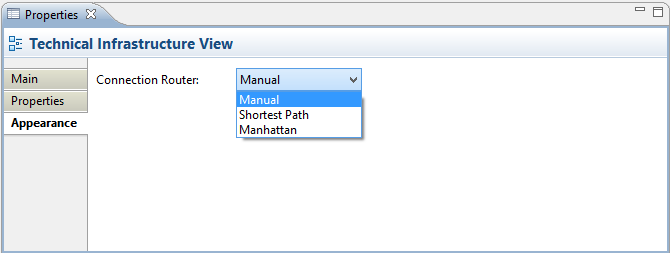 Properties
Technical Infrastructure View
Main
Connection Router: Manual
Manual
Properties
Shortest Path
Appearance
Manhattan